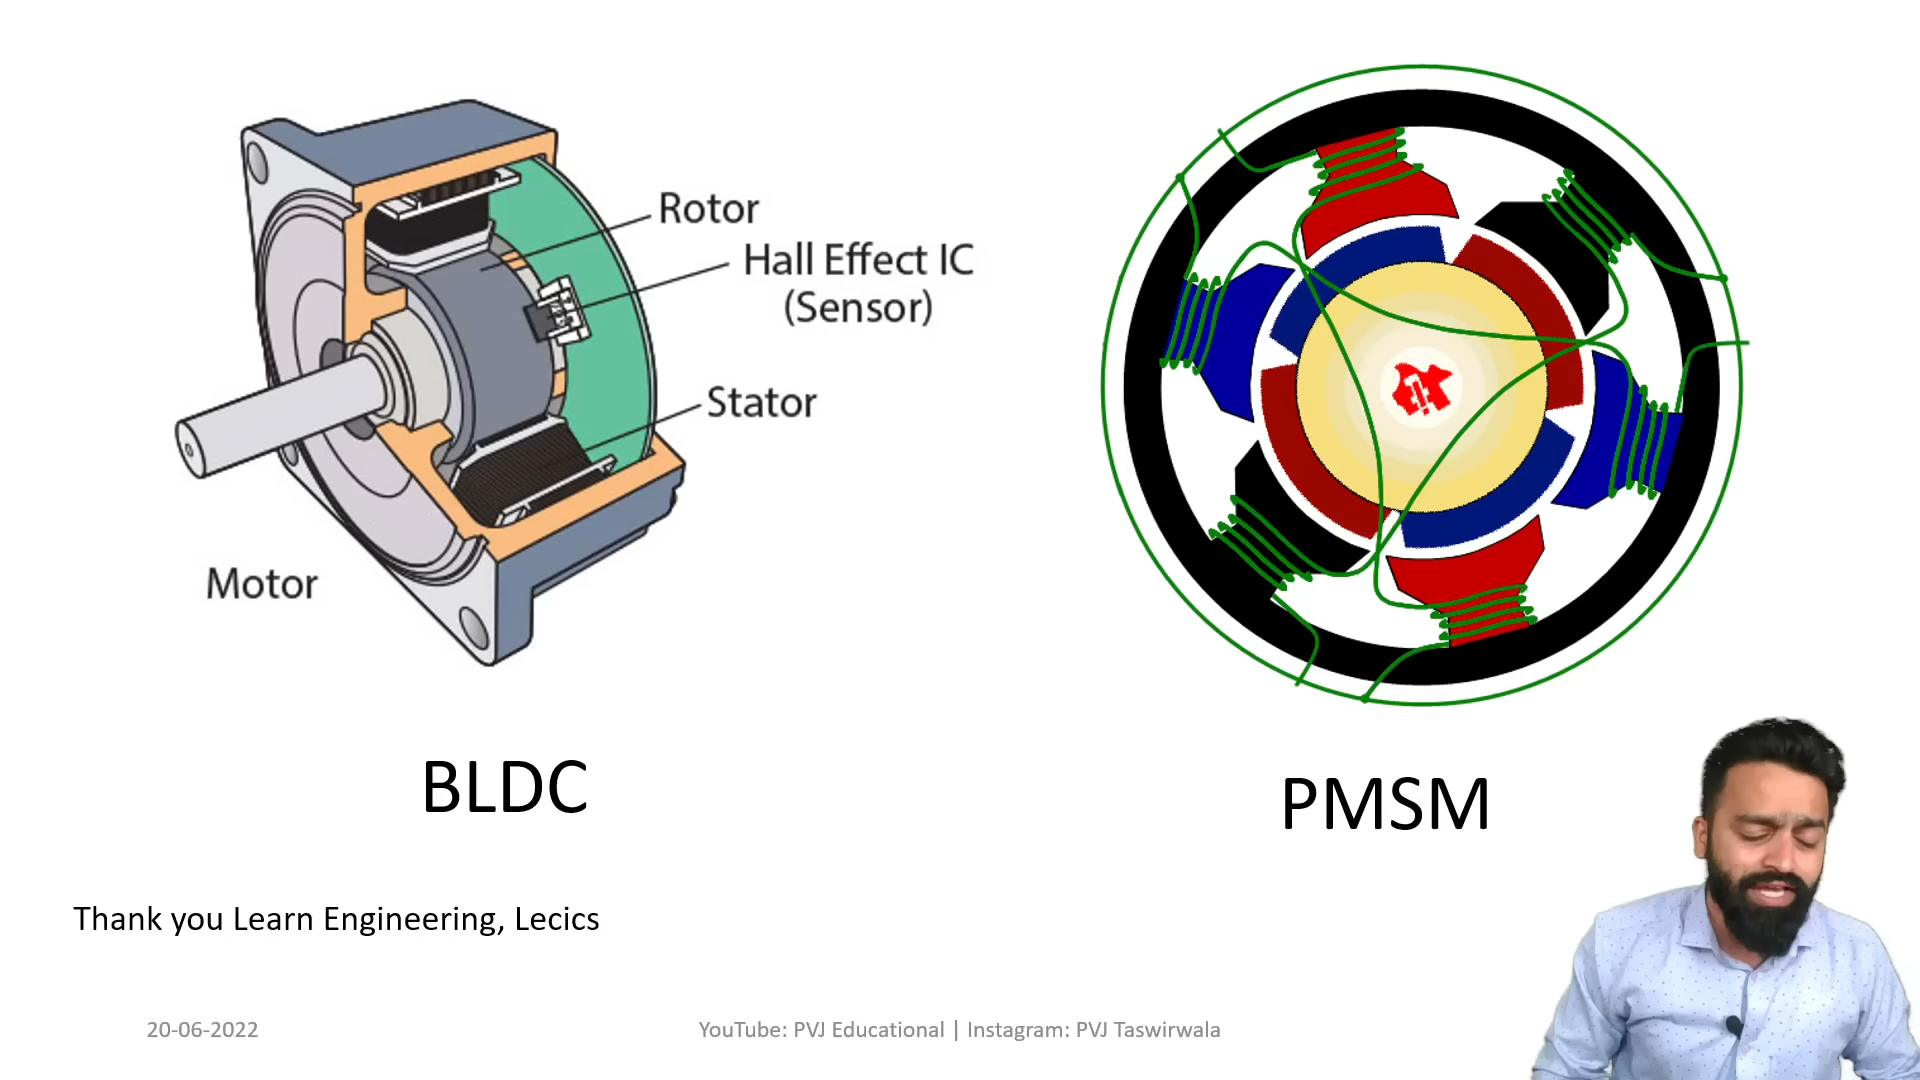 Rotor
Hall Effect IC
(Sensor)
Stator
Motor
BLDC
PMSM
Thank you Learn Engineering, Lecics
20-06-2022
YouTube: PVJ Educational | Instagram: PVJ Taswirwala